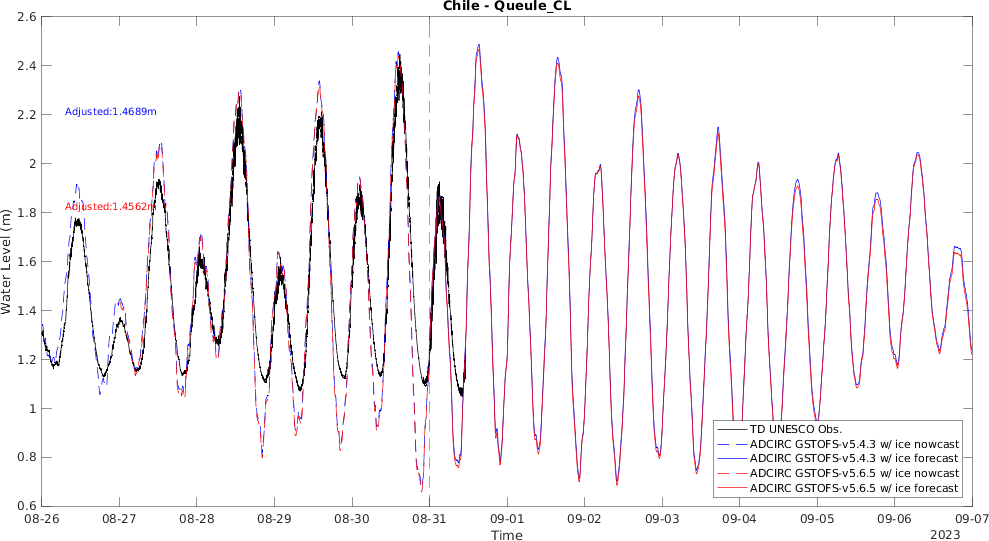 Chile - Queule_CL
2.6
2.4
2.2
2
1.8
1.6
1.4
1.2
1
0.8
0.6
Water Level (m)
Adjusted:1.4689m
Adjusted:1.4562m
TD UNESCO Obs.
ADCIRC GSTOFS-v5.4.3 w/ ice nowcast
ADCIRC GSTOFS-v5.4.3 w/ ice forecast
ADCIRC GSTOFS-v5.6.5 w/ ice nowcast
ADCIRC GSTOFS-v5.6.5 w/ ice forecast
08-26 08-27 08-28 08-29 08-30 08-31 09-01 09-02 09-03 09-04 09-05 09-06 09-07
Time
2023